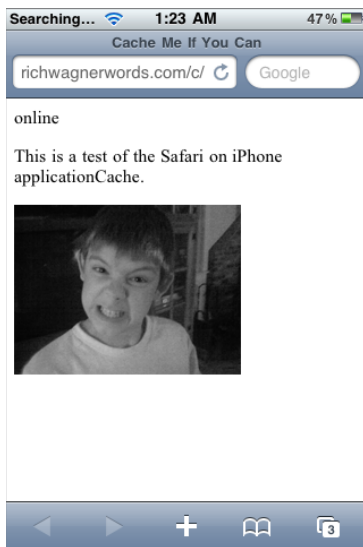 Searching... 1:23 AM 47%
Cache Me If You Can
richwagnerwords.com/c/ Google
online
This is a test of the Safari on iPhone
applicationCache.
3